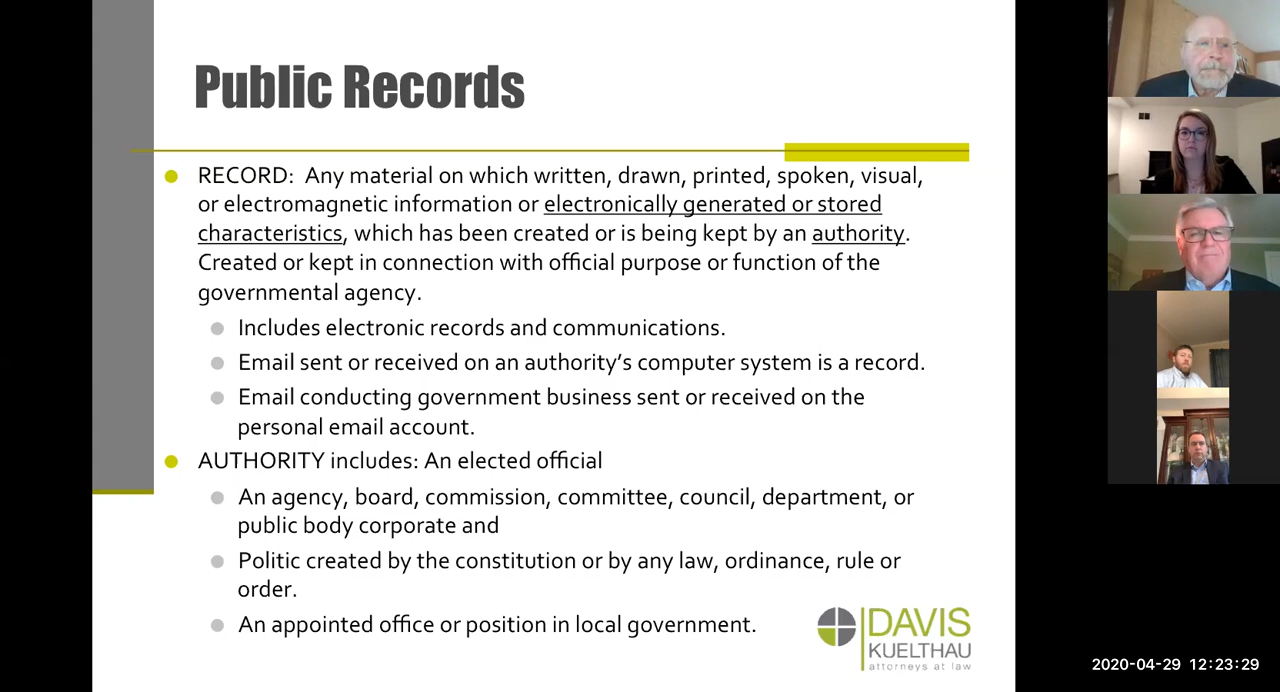 Public Records
RECORD:  Any material on which written, drawn, printed, spoken, visual,
or electromagnetic information or electronically generated or stored
characteristics, which has been created or is being kept by an authority.
Created or kept in connection with official purpose or function of the
governmental agency.
Includes electronic records and communications.
Email sent or received on an authority’s computer system is a record.
Email conducting government business sent or received on the
personal email account.
AUTHORITY includes: An elected official
An agency, board, commission, committee, council, department, or
public body corporate and
Politic created by the constitution or by any law, ordinance, rule or
order.
An appointed office or position in local government.
DAVIS
KUELTHAU
attorneys at law
2020-04-29 12:23:29